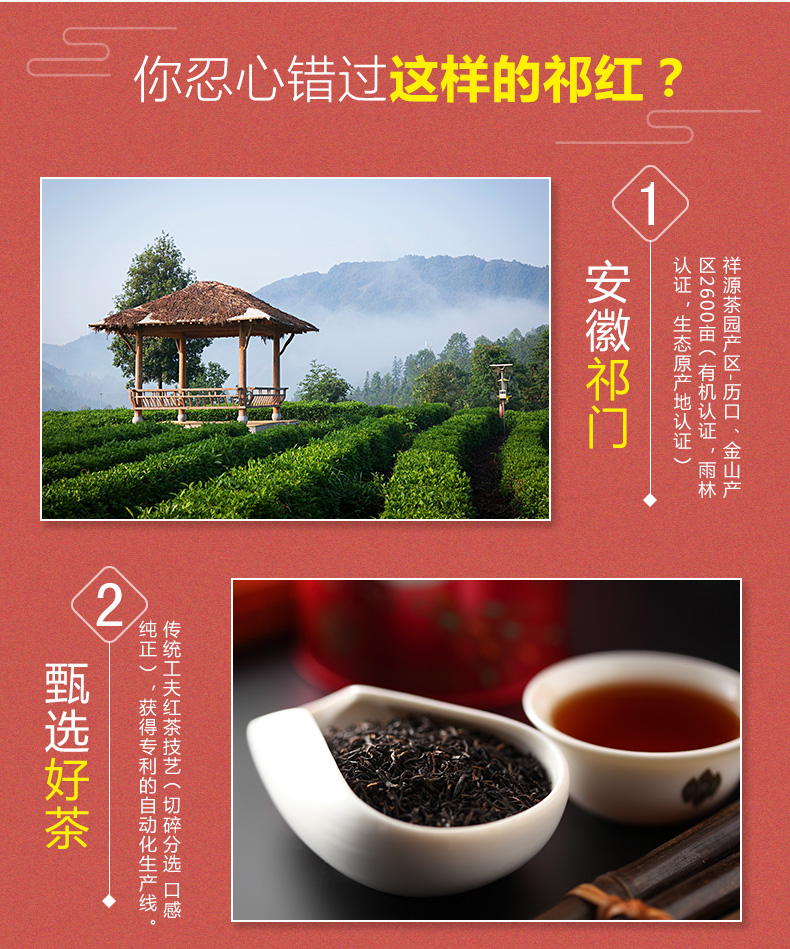 你忍心错过这样的祁红？
1
安徽祁门
祥源茶园产区-历口、金山产
区2600亩（有机认证，雨林
认证，生态原产地认证）
2
甄选好茶
传统工夫红茶技艺（切碎分选 口感
纯正），获得专利的自动化生产线。